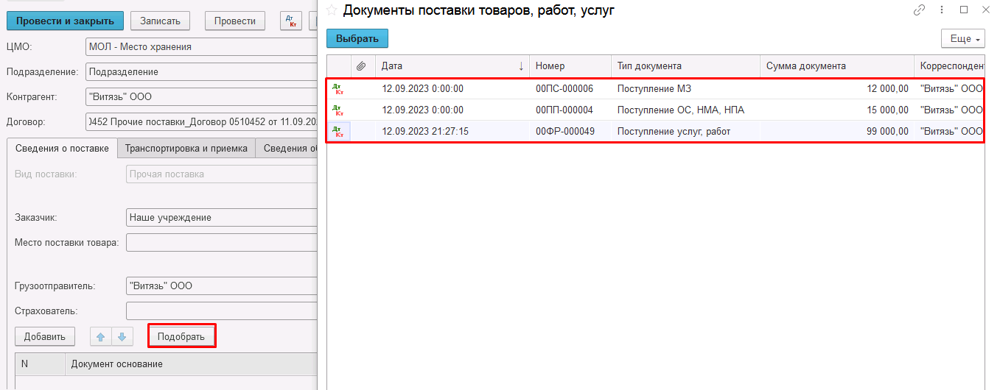 Провести и закрыть Записать Провести Дт Кт
ЦМО: МОЛ - Место хранения
Подразделение: Подразделение
Контрагент: "Витязь" ООО
Договор: 0452 Прочие поставки_Договор 0510452 от 11.09.20
Сведения о поставке Транспортировка и приемка Сведения об
Вид поставки: Прочая поставка
Заказчик: Наше учреждение
Место поставки товара:
Грузоотправитель: "Витязь" ООО
Страхователь:
Добавить Подобрать
N Документ основание
Документы поставки товаров, работ, услуг
Выбрать Еще
Дата Номер Тип документа Сумма документа Корреспондент
Дт Кт 12.09.2023 0:00:00 00ПС-000006 Поступление МЗ 12 000,00 "Витязь" ООО
Дт Кт 12.09.2023 0:00:00 00ПП-000004 Поступление ОС, НМА, НПА 15 000,00 "Витязь" ООО
Дт Кт 12.09.2023 21:27:15 00ФР-000049 Поступление услуг, работ 99 000,00 "Витязь" ООО